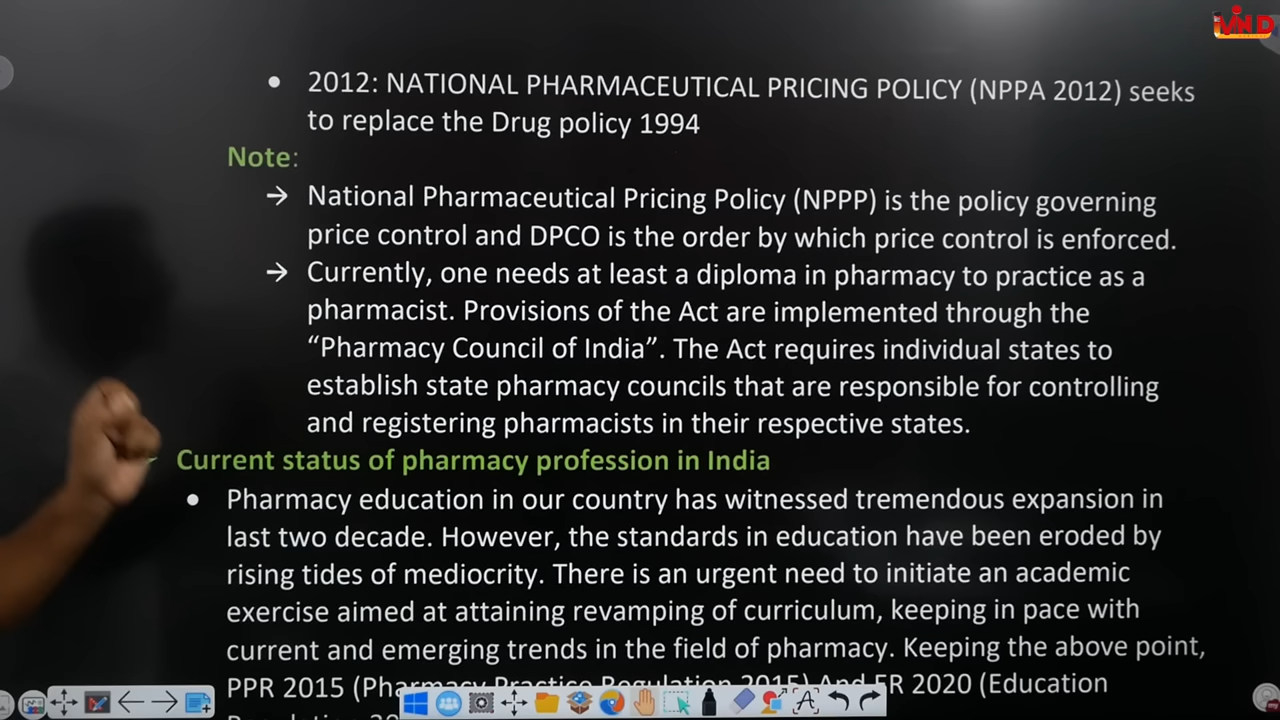 iMIND
2012: NATIONAL PHARMACEUTICAL PRICING POLICY (NPPA 2012) seeks
to replace the Drug policy 1994
Note:
→ National Pharmaceutical Pricing Policy (NPPP) is the policy governing
price control and DPCO is the order by which price control is enforced.
→ Currently, one needs at least a diploma in pharmacy to practice as a
pharmacist. Provisions of the Act are implemented through the
“Pharmacy Council of India”. The Act requires individual states to
establish state pharmacy councils that are responsible for controlling
and registering pharmacists in their respective states.
Current status of pharmacy profession in India
Pharmacy education in our country has witnessed tremendous expansion in
last two decade. However, the standards in education have been eroded by
rising tides of mediocrity. There is an urgent need to initiate an academic
exercise aimed at attaining revamping of curriculum, keeping in pace with
current and emerging trends in the field of pharmacy. Keeping the above point,
PPR 2015 (Pharmacy Practice Regulation 2015) And ER 2020 (Education